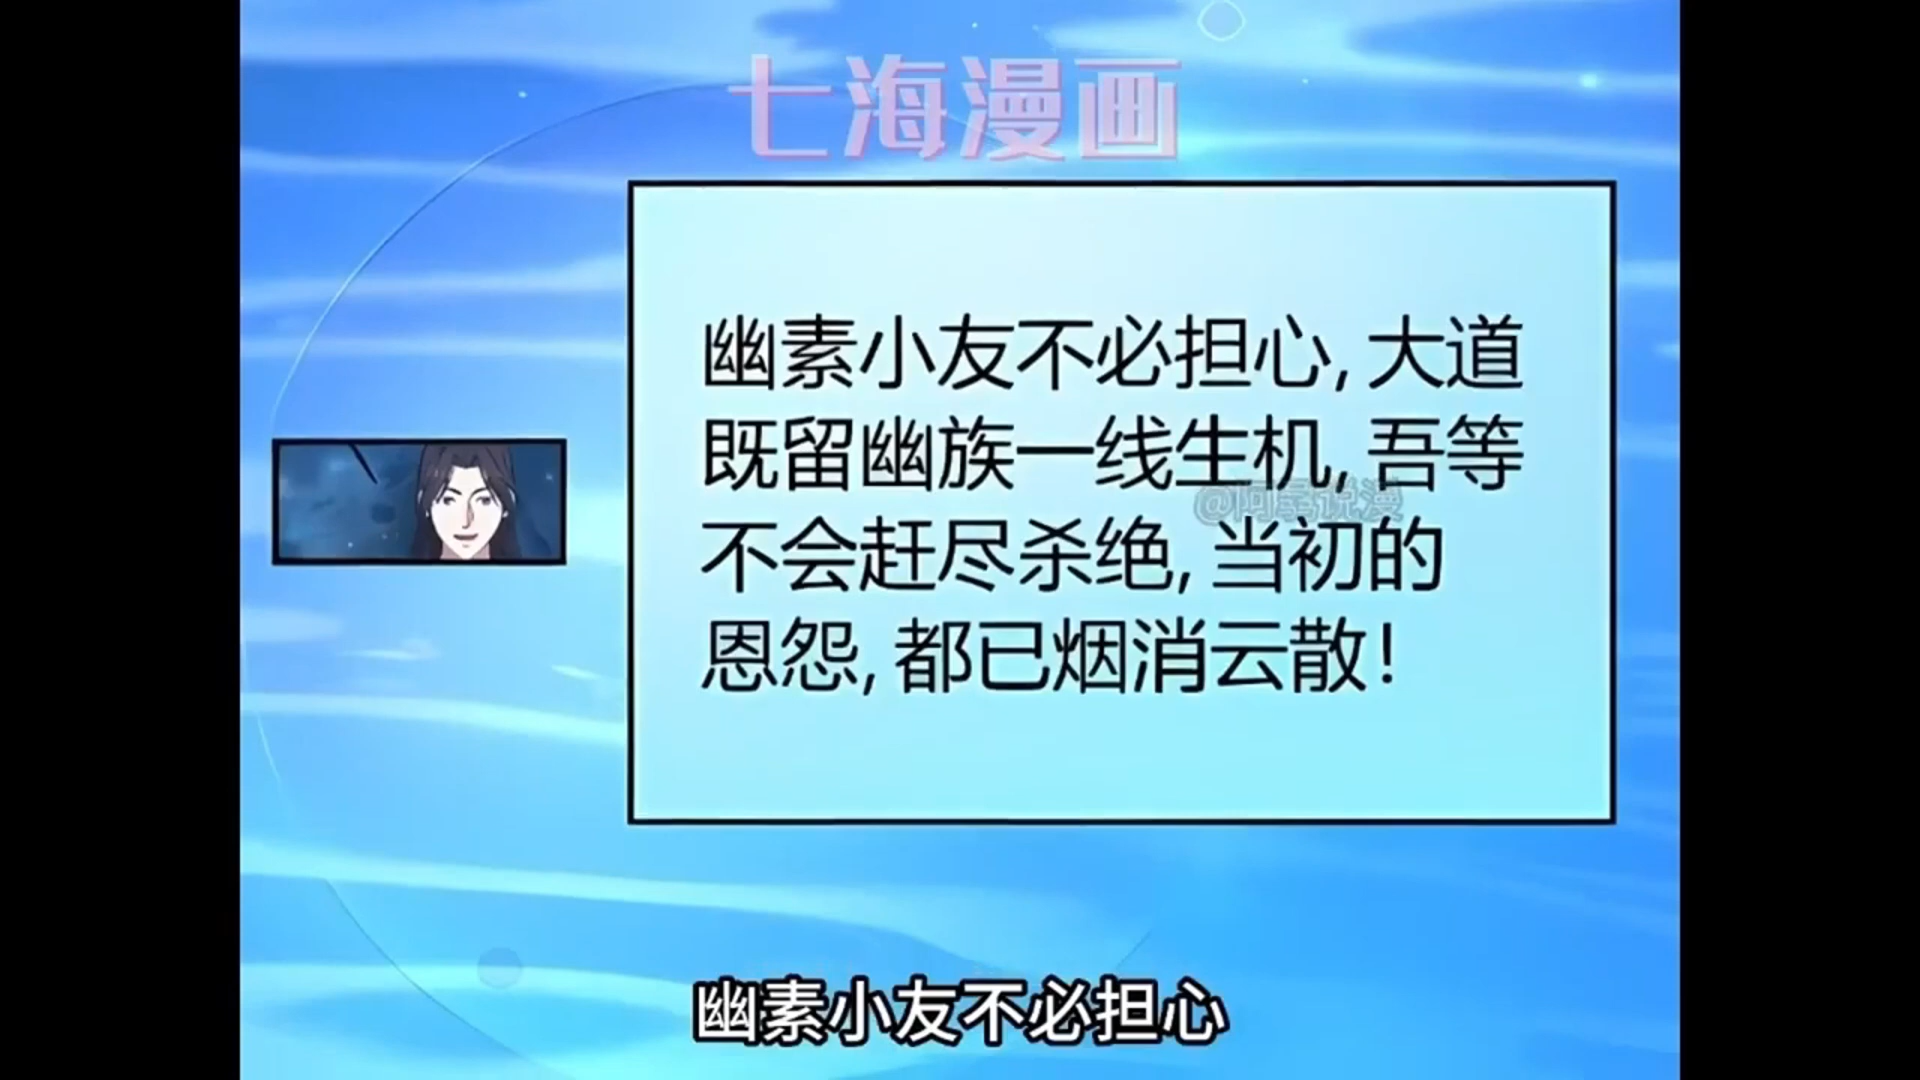 七海漫画
幽素小友不必担心,大道
既留幽族一线生机,吾等
不会赶尽杀绝,当初的
恩怨,都已烟消云散!
幽素小友不必担心